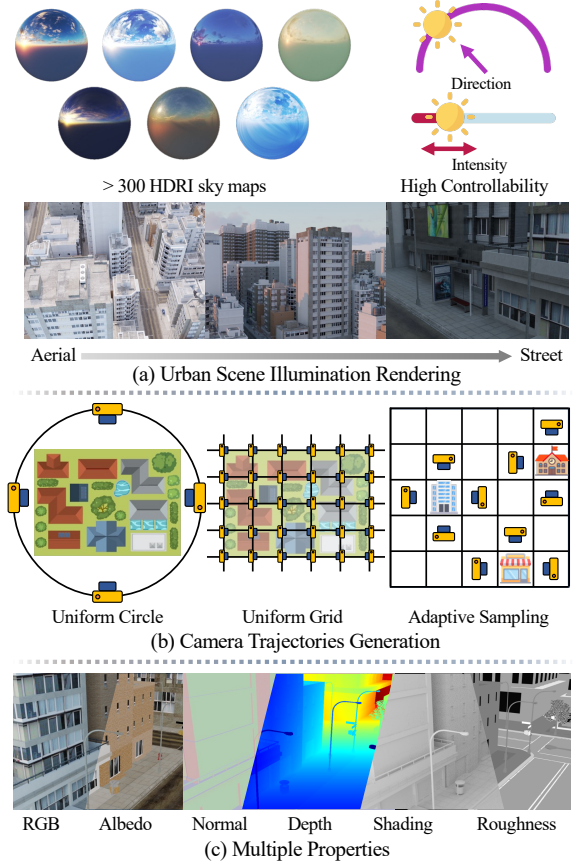 Direction
Intensity
> 300 HDRI sky maps
High Controllability
Aerial
Street
(a) Urban Scene Illumination Rendering
Uniform Circle
Uniform Grid
Adaptive Sampling
(b) Camera Trajectories Generation
RGB
Albedo
Normal
Depth
Shading
Roughness
(c) Multiple Properties